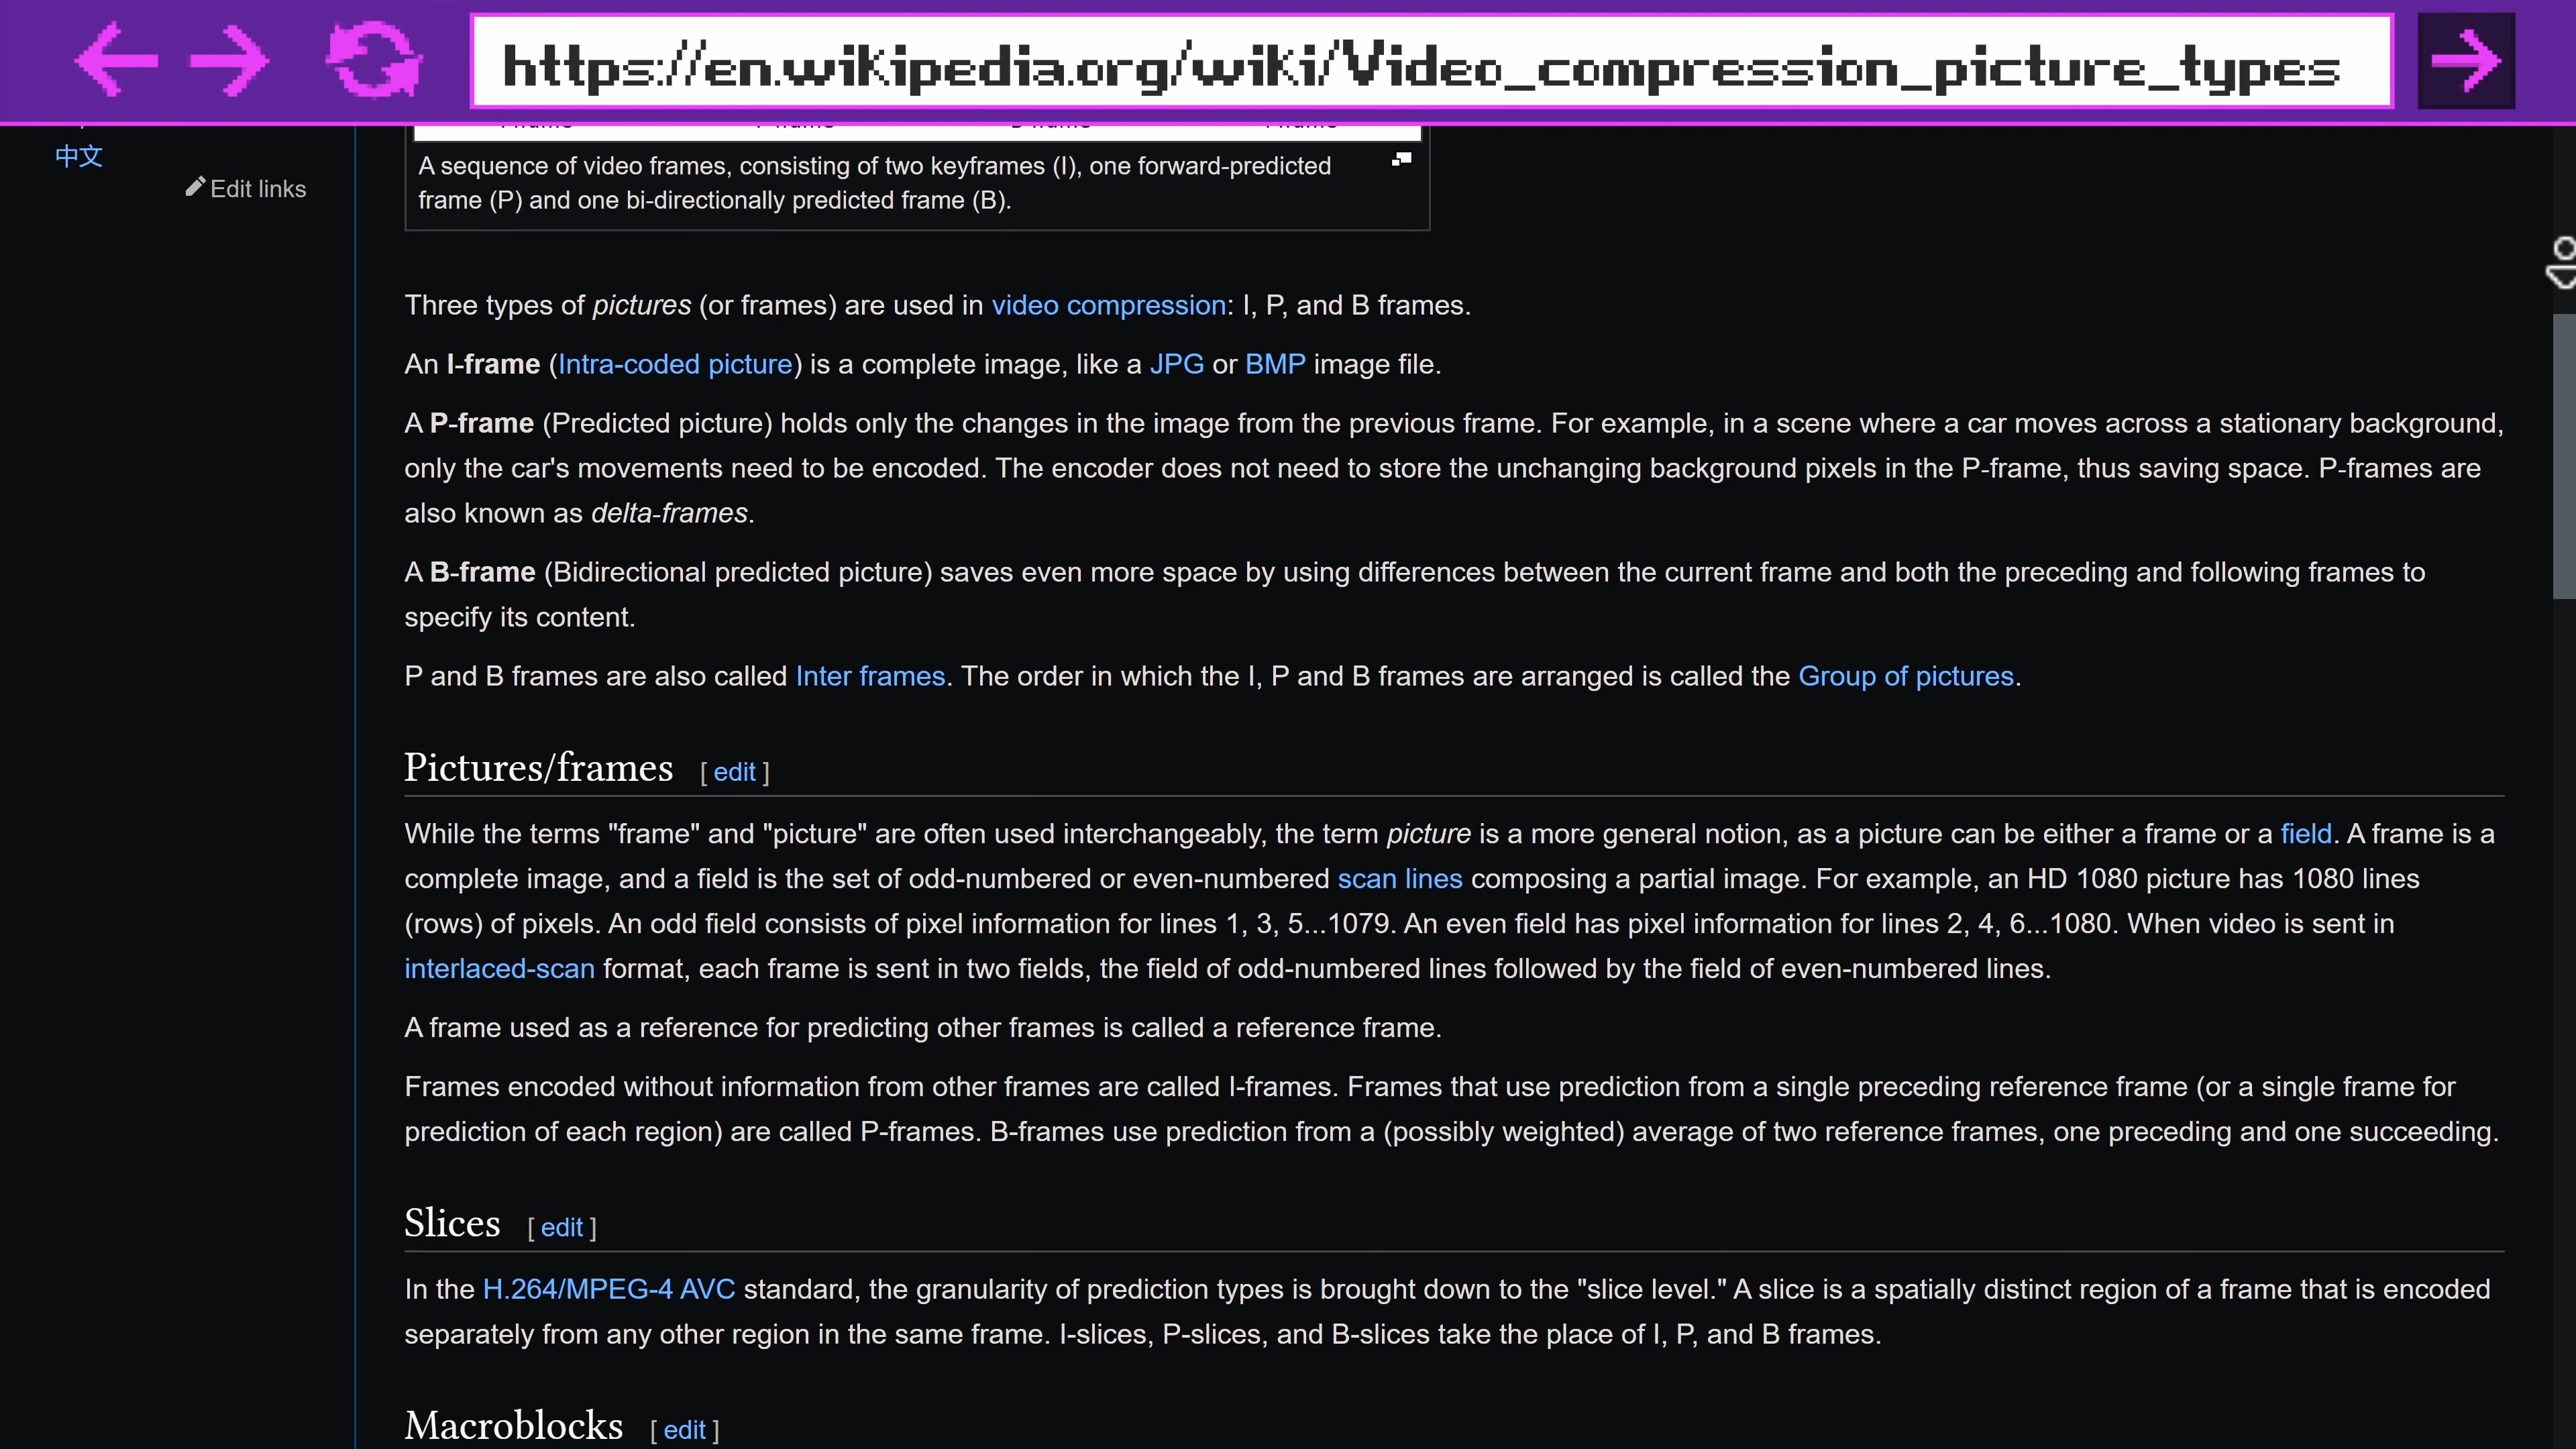 https://en.wikipedia.org/wiki/Video_compression_picture_types
中文
Edit links
A sequence of video frames, consisting of two keyframes (I), one forward-predicted
frame (P) and one bi-directionally predicted frame (B).
Three types of pictures (or frames) are used in video compression: I, P, and B frames.
An I-frame (Intra-coded picture) is a complete image, like a JPG or BMP image file.
A P-frame (Predicted picture) holds only the changes in the image from the previous frame. For example, in a scene where a car moves across a stationary background,
only the car's movements need to be encoded. The encoder does not need to store the unchanging background pixels in the P-frame, thus saving space. P-frames are
also known as delta-frames.
A B-frame (Bidirectional predicted picture) saves even more space by using differences between the current frame and both the preceding and following frames to
specify its content.
P and B frames are also called Inter frames. The order in which the I, P and B frames are arranged is called the Group of pictures.
Pictures/frames [ edit ]
While the terms "frame" and "picture" are often used interchangeably, the term picture is a more general notion, as a picture can be either a frame or a field. A frame is a
complete image, and a field is the set of odd-numbered or even-numbered scan lines composing a partial image. For example, an HD 1080 picture has 1080 lines
(rows) of pixels. An odd field consists of pixel information for lines 1, 3, 5...1079. An even field has pixel information for lines 2, 4, 6...1080. When video is sent in
interlaced-scan format, each frame is sent in two fields, the field of odd-numbered lines followed by the field of even-numbered lines.
A frame used as a reference for predicting other frames is called a reference frame.
Frames encoded without information from other frames are called I-frames. Frames that use prediction from a single preceding reference frame (or a single frame for
prediction of each region) are called P-frames. B-frames use prediction from a (possibly weighted) average of two reference frames, one preceding and one succeeding.
Slices [ edit ]
In the H.264/MPEG-4 AVC standard, the granularity of prediction types is brought down to the "slice level." A slice is a spatially distinct region of a frame that is encoded
separately from any other region in the same frame. I-slices, P-slices, and B-slices take the place of I, P, and B frames.
Macroblocks [ edit ]